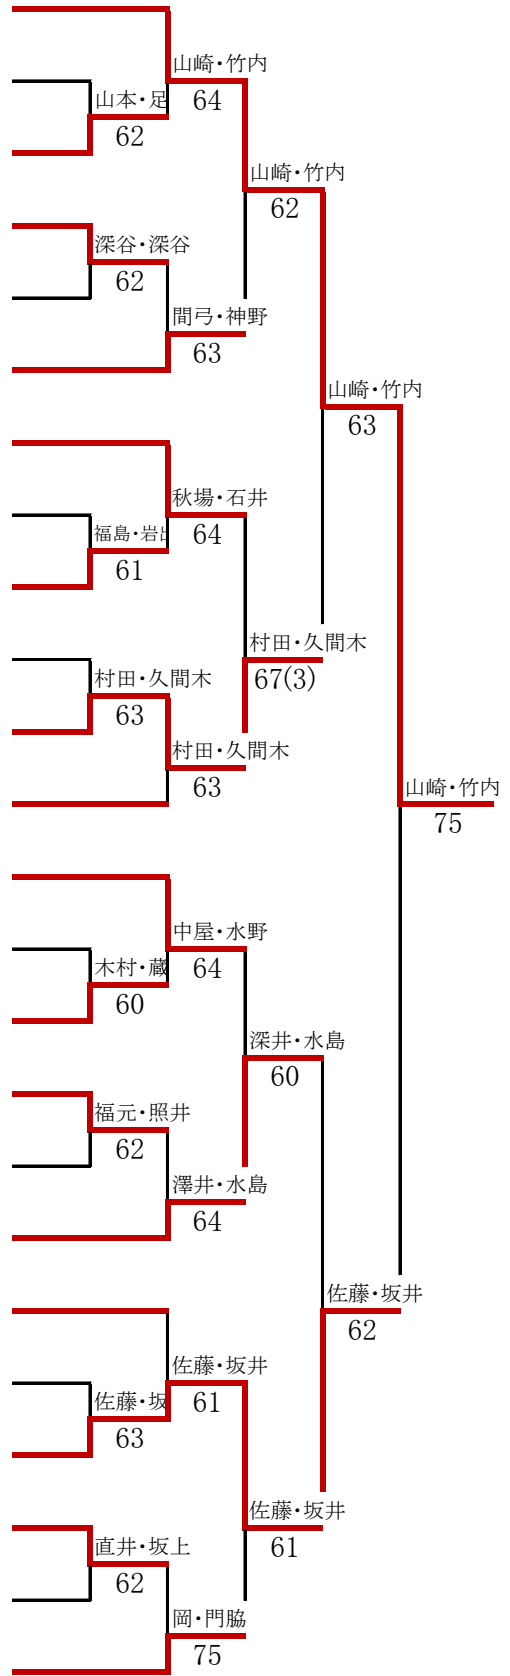 山崎・竹内
山本・足
64
62
山崎・竹内
62
深谷・深谷
62
間弓・神野
63
山崎・竹内
63
秋場・石井
福島・岩出
64
61
村田・久間木
67(3)
村田・久間木
63
村田・久間木
63
山崎・竹内
75
中屋・水野
木村・蔵
64
60
深井・水島
60
福元・照井
62
澤井・水島
64
佐藤・坂井
62
佐藤・坂井
佐藤・坂
61
63
佐藤・坂井
61
直井・坂上
62
岡・門脇
75